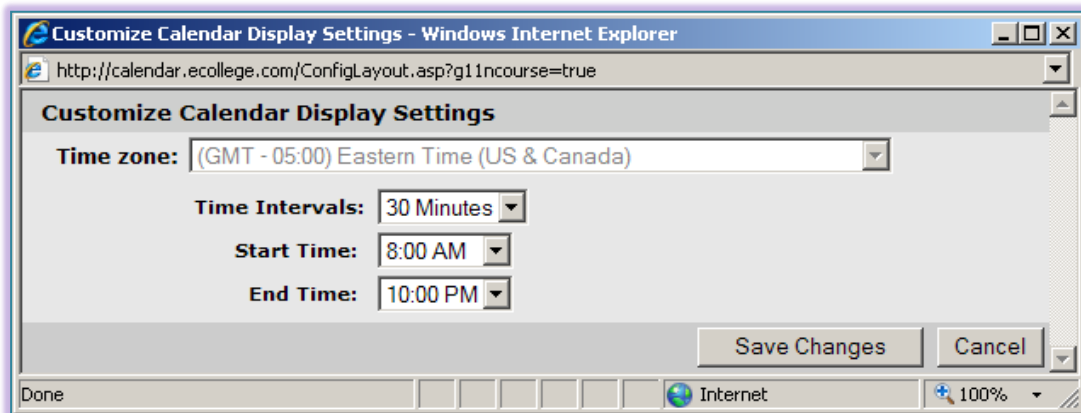 Customize Calendar Display Settings - Windows Internet Explorer
http://calendar.ecollege.com/ConfigLayout.asp?g11ncourse=true
Customize Calendar Display Settings
Time zone: (GMT - 05:00) Eastern Time (US & Canada)
Time Intervals: 30 Minutes
Start Time: 8:00 AM
End Time: 10:00 PM
Save Changes Cancel
Done Internet 100%